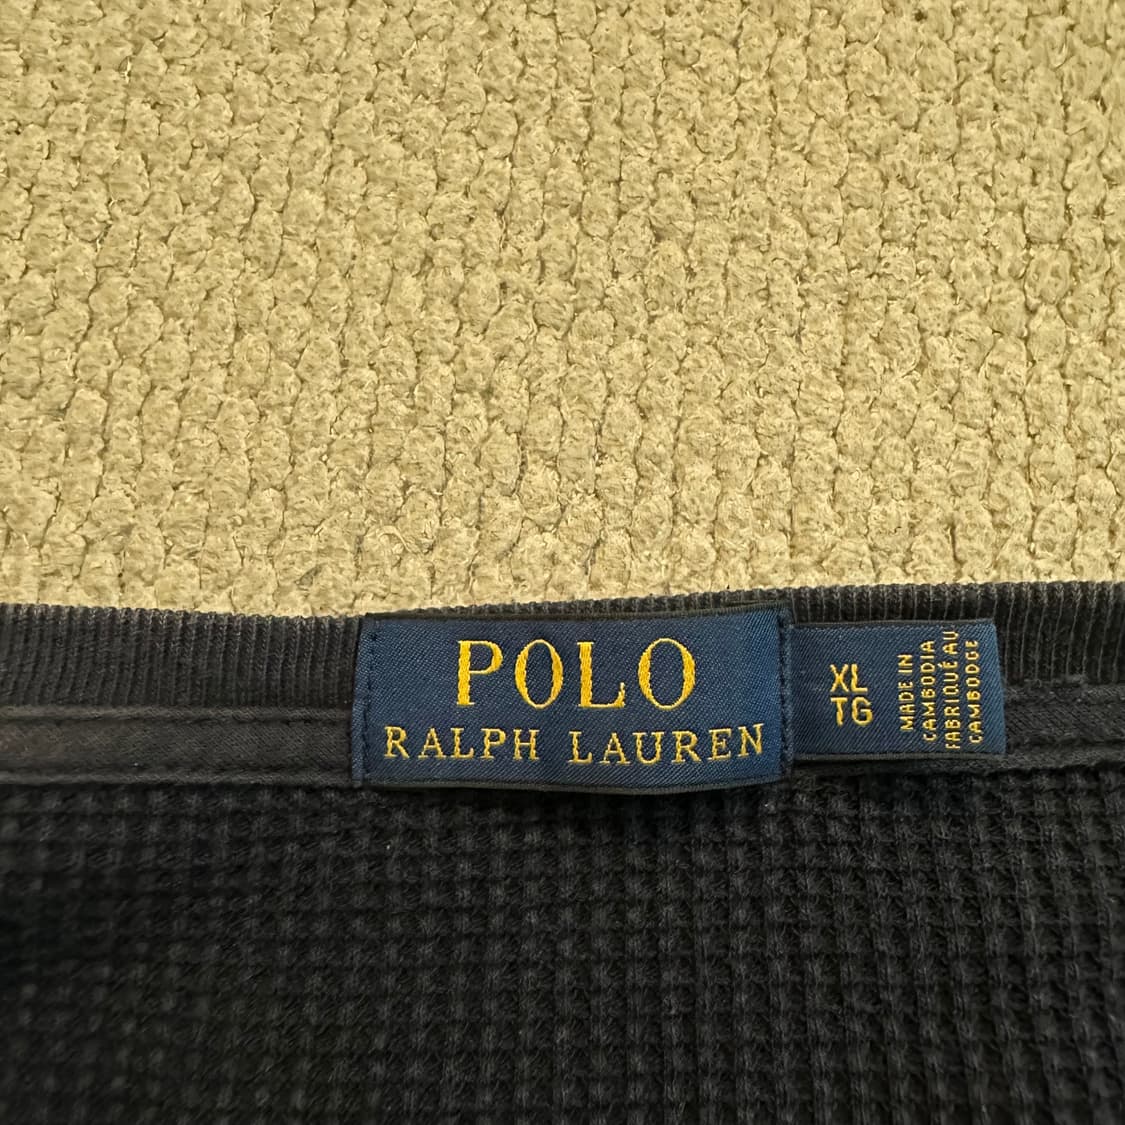 POLO
RALPH LAUREN
XL
TG
MADE IN
CAMBODIA
FABRIQUÉ AU
CAMBODGE